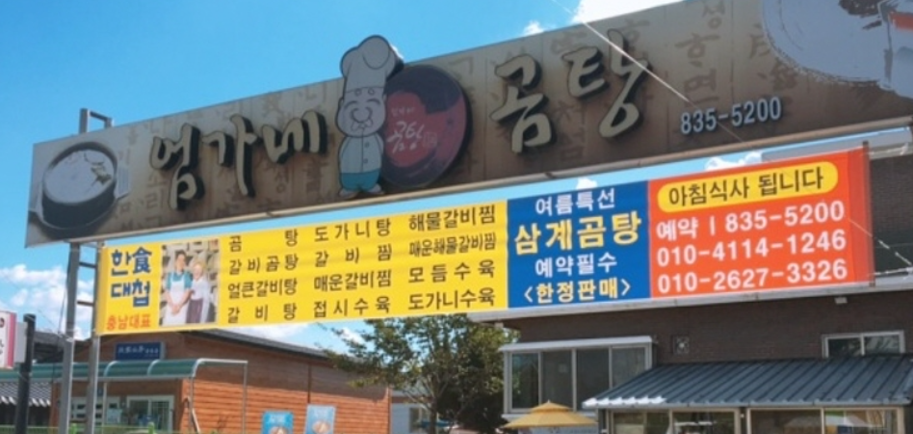 엄가네 곰탕
곰탕
835-5200
한食
대첩
충남대표
곰 탕 도가니탕 해물갈비찜
갈비곰탕 갈 비 찜 매운해물갈비찜
얼큰갈비탕 매운갈비찜 모듬수육
갈 비 탕 접시수육 도가니수육
여름특선
삼계곰탕
예약필수
<한정판매>
아침식사 됩니다
예약 | 835-5200
010-4114-1246
010-2627-3326